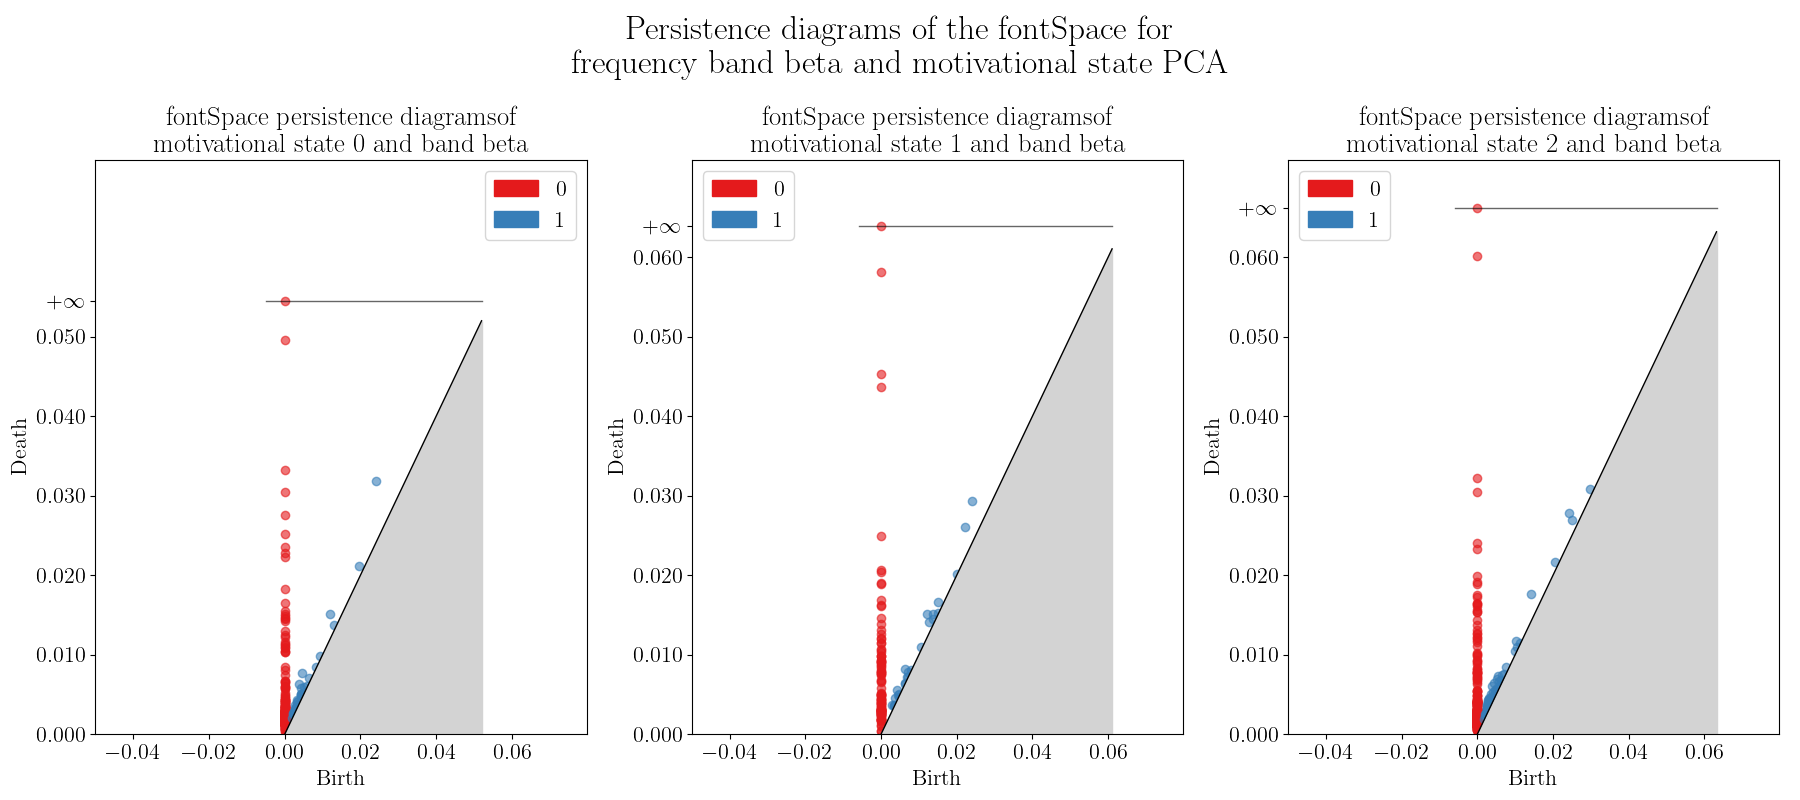 Persistence diagrams of the fontSpace for
frequency band beta and motivational state PCA
fontSpace persistence diagramsof
motivational state 0 and band beta
0
1
+∞
0.050
0.040
0.030
0.020
0.010
0.000
Death
−0.04 −0.02 0.00 0.02 0.04 0.06
Birth
fontSpace persistence diagramsof
motivational state 1 and band beta
0
1
+∞
0.060
0.050
0.040
0.030
0.020
0.010
0.000
Death
−0.04 −0.02 0.00 0.02 0.04 0.06
Birth
fontSpace persistence diagramsof
motivational state 2 and band beta
0
1
+∞
0.060
0.050
0.040
0.030
0.020
0.010
0.000
Death
−0.04 −0.02 0.00 0.02 0.04 0.06
Birth